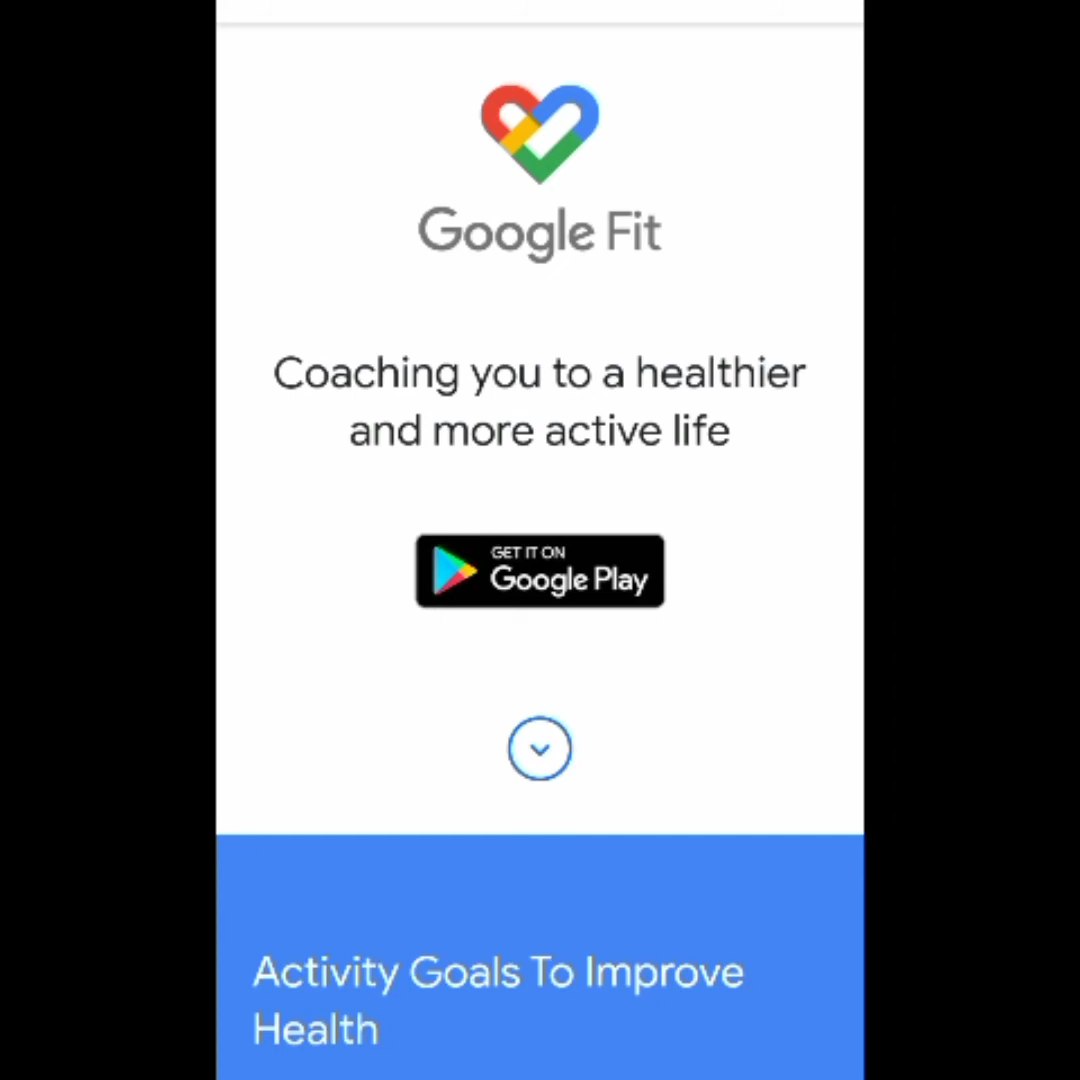 Google Fit
Coaching you to a healthier
and more active life
GET IT ON
Google Play
Activity Goals To Improve
Health